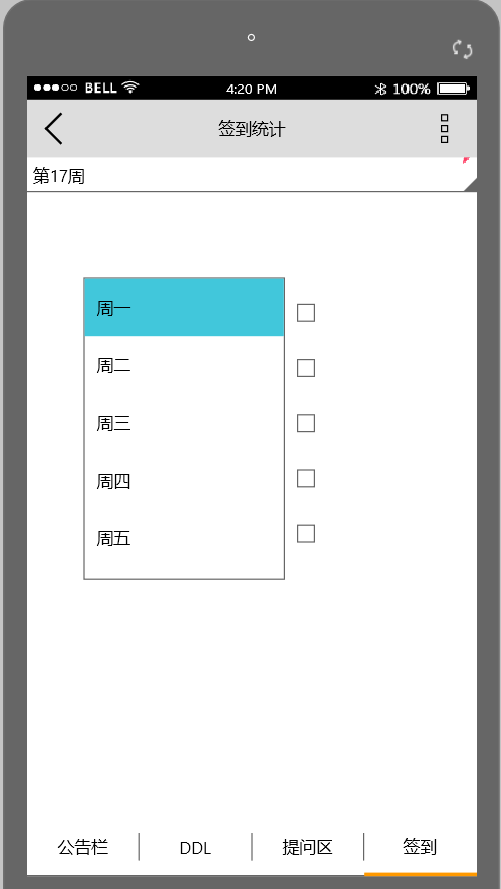 BELL 4:20 PM 100%
签到统计
第17周
周一
周二
周三
周四
周五
公告栏 DDL 提问区 签到